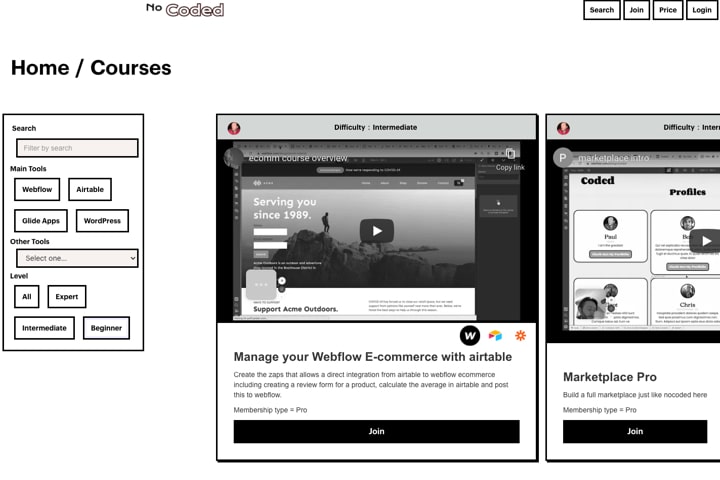 No Coded
Search
Join
Price
Login
Home / Courses
Search
Filter by search
Main Tools
Webflow
Airtable
Glide Apps
WordPress
Other Tools
Select one...
Level
All
Expert
Intermediate
Beginner
Difficulty : Intermediate
ecomm course overview
Copy link
Serving you
since 1989.
Support Acme Outdoors.
Manage your Webflow E-commerce with airtable
Create the zaps that allows a direct integration from airtable to webflow ecommerce
including creating a review form for a product, calculate the average in airtable and post
this to webflow.
Membership type = Pro
Join
Difficulty : Interm
P marketplace intro
Coded
Profiles
Paul
Chris
Marketplace Pro
Build a full marketplace just like nocoded here
Membership type = Pro
Join